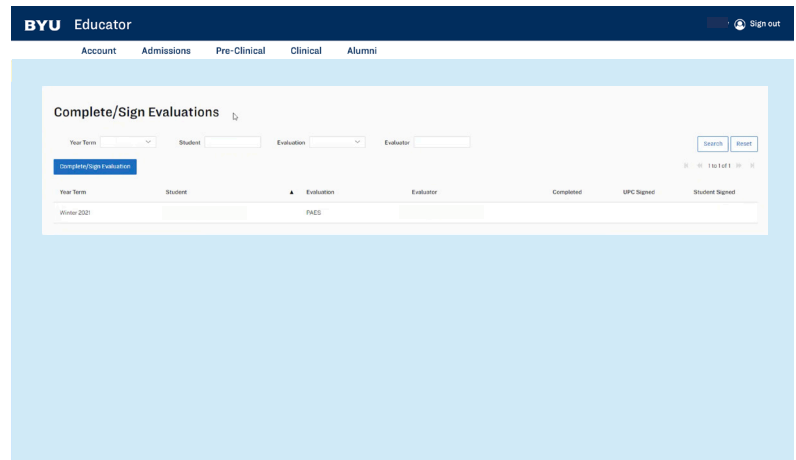 BYU Educator Sign out
Account Admissions Pre-Clinical Clinical Alumni
Complete/Sign Evaluations
Year Term Student Evaluation Evaluator Search Reset
Complete/Sign Evaluation 1 to 1 of 1
Year Term Student ▲ Evaluation Evaluator Completed UPC Signed Student Signed
Winter 2021 PAES